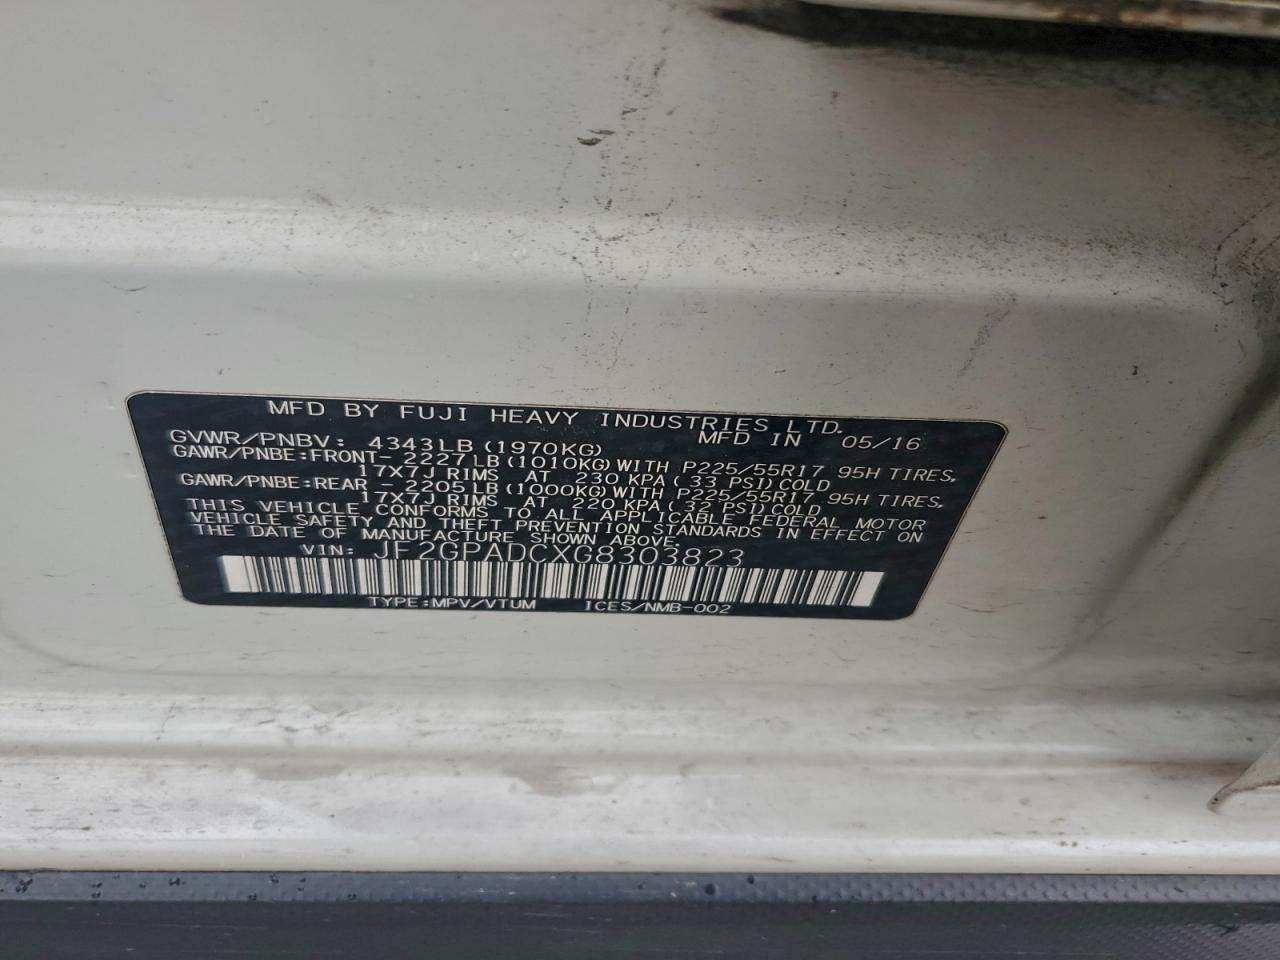 MFD BY FUJI HEAVY INDUSTRIES LTD.
GVWR/PNBV: 4343LB (1970KG) MFD IN 05/16
GAWR/PNBE:FRONT- 2227LB (1010KG) WITH P225/55R17 95H TIRES,
17X7J RIMS AT 230 KPA (33 PSI) COLD
GAWR/PNBE:REAR - 2205LB (1000KG) WITH P225/55R17 95H TIRES,
17X7J RIMS AT 220 KPA (32 PSI) COLD
THIS VEHICLE CONFORMS TO ALL APPLICABLE FEDERAL MOTOR
VEHICLE SAFETY AND THEFT PREVENTION STANDARDS IN EFFECT ON
THE DATE OF MANUFACTURE SHOWN ABOVE.
VIN: JF2GPADCXG8303823
TYPE:MPV/VTUM ICES/NMB-002